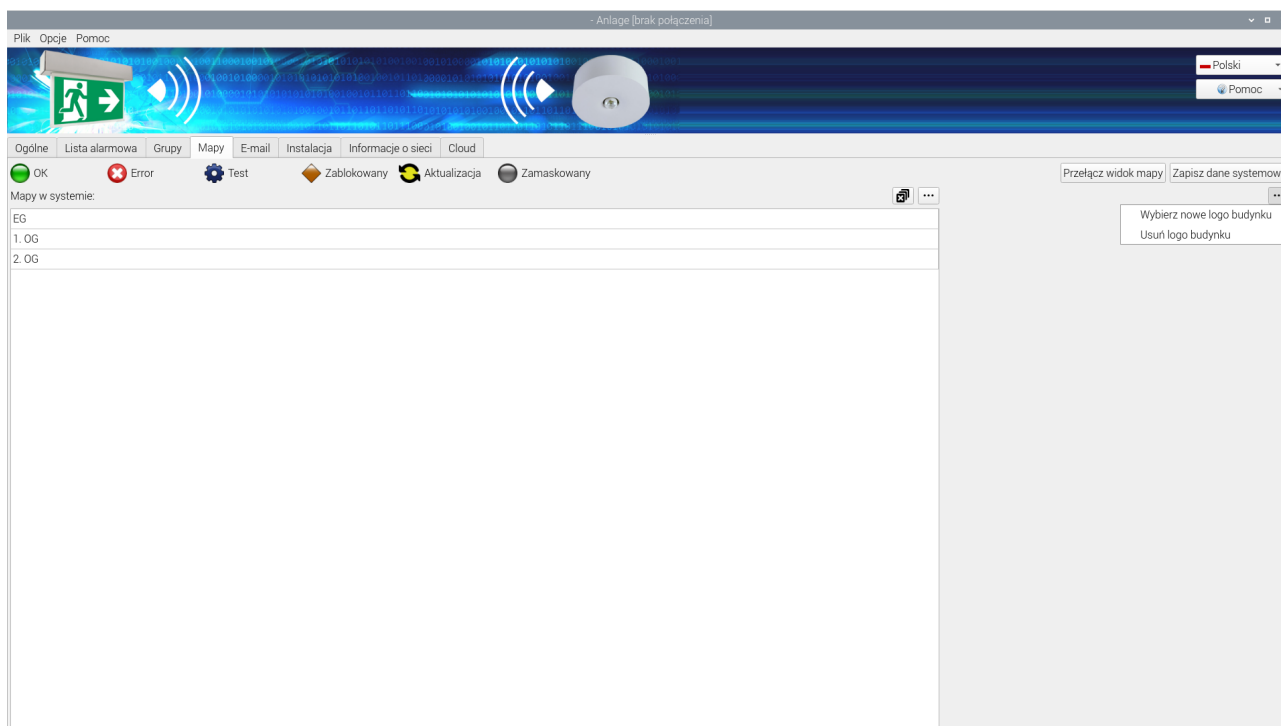 - Anlage [brak połączenia]
Plik Opcje Pomoc
Polski
Pomoc
Ogólne Lista alarmowa Grupy Mapy E-mail Instalacja Informacje o sieci Cloud
OK Error Test Zablokowany Aktualizacja Zamaskowany Przełącz widok mapy Zapisz dane systemow
Mapy w systemie:
EG
1. OG
2. OG
Wybierz nowe logo budynku
Usuń logo budynku